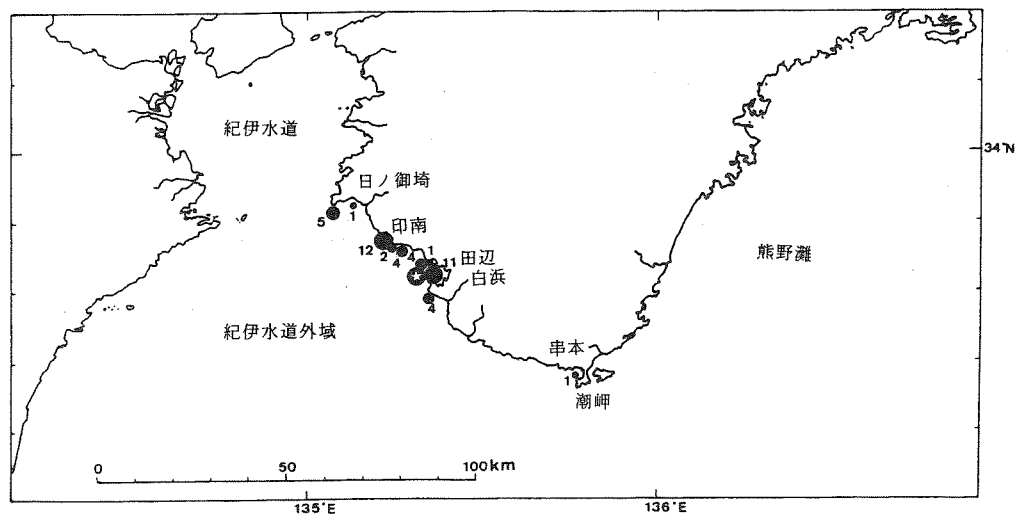 紀伊水道
34°N
日ノ御埼
5
1
印南
12
2
4
4
1
11
田辺
白浜
4
熊野灘
紀伊水道外域
串本
1
潮岬
0 50 100km
135°E 136°E